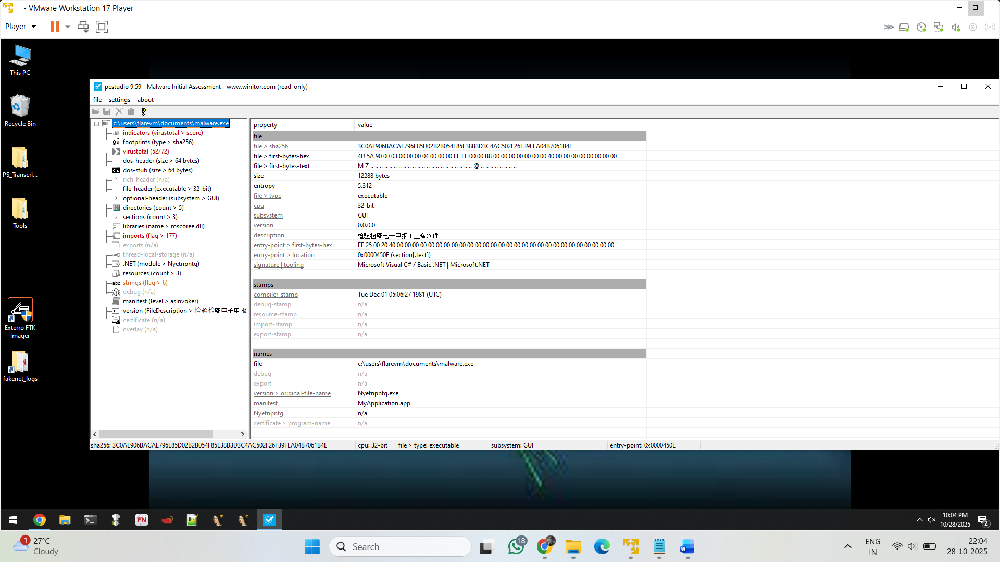 - VMware Workstation 17 Player
Player
This PC
Recycle Bin
PS_Transcri...
Tools
Exterro FTK
Imager
fakenet_logs
pestudio 9.59 - Malware Initial Assessment - www.winitor.com (read-only)
file settings about
c:\users\flarevm\documents\malware.exe
indicators (virustotal > score)
footprints (type > sha256)
virustotal (52/72)
dos-header (size > 64 bytes)
dos-stub (size > 64 bytes)
rich-header (n/a)
file-header (executable > 32-bit)
optional-header (subsystem > GUI)
directories (count > 5)
sections (count > 3)
libraries (name > mscoree.dll)
imports (flag > 177)
exports (n/a)
thread-local-storage (n/a)
.NET (module > Nyetnpntg)
resources (count > 3)
abc strings (flag > 6)
debug (n/a)
manifest (level > asInvoker)
1.0 version (FileDescription > 检验检疫电子申报
certificate (n/a)
overlay (n/a)
property value
file
file > sha256 3C0AE906BACAE796E85D02B2B054F85E38B3D3C4AC502F26F39FEA04B7061B4E
file > first-bytes-hex 4D 5A 90 00 03 00 00 00 04 00 00 00 FF FF 00 00 B8 00 00 00 00 00 00 00 40 00 00 00 00 00 00 00 00
file > first-bytes-text M Z .. .. .. .. .. .. .. .. .. .. .. .. .. .. .. .. .. .. .. .. .. .. @ .. .. .. .. .. .. .. ..
size 12288 bytes
entropy 5.312
file > type executable
cpu 32-bit
subsystem GUI
version 0.0.0.0
description 检验检疫电子申报企业端软件
entry-point > first-bytes-hex FF 25 00 20 40 00 00 00 00 00 00 00 00 00 00 00 00 00 00 00 00 00 00 00 00 00 00 00 00 00 00 00 00
entry-point > location 0x0000450E (section[.text])
signature | tooling Microsoft Visual C# / Basic .NET | Microsoft.NET
stamps
compiler-stamp Tue Dec 01 05:06:27 1981 (UTC)
debug-stamp n/a
resource-stamp n/a
import-stamp n/a
export-stamp n/a
names
file c:\users\flarevm\documents\malware.exe
debug n/a
export n/a
version > original-file-name Nyetnpntg.exe
manifest MyApplication.app
Nyetnpntg n/a
certificate > program-name n/a
sha256: 3C0AE906BACAE796E85D02B2B054F85E38B3D3C4AC502F26F39FEA04B7061B4E cpu: 32-bit file > type: executable subsystem: GUI entry-point: 0x0000450E
FN
10:04 PM
10/28/2025
2
1
27°C
Cloudy
Search
18
ENG
IN
22:04
28-10-2025